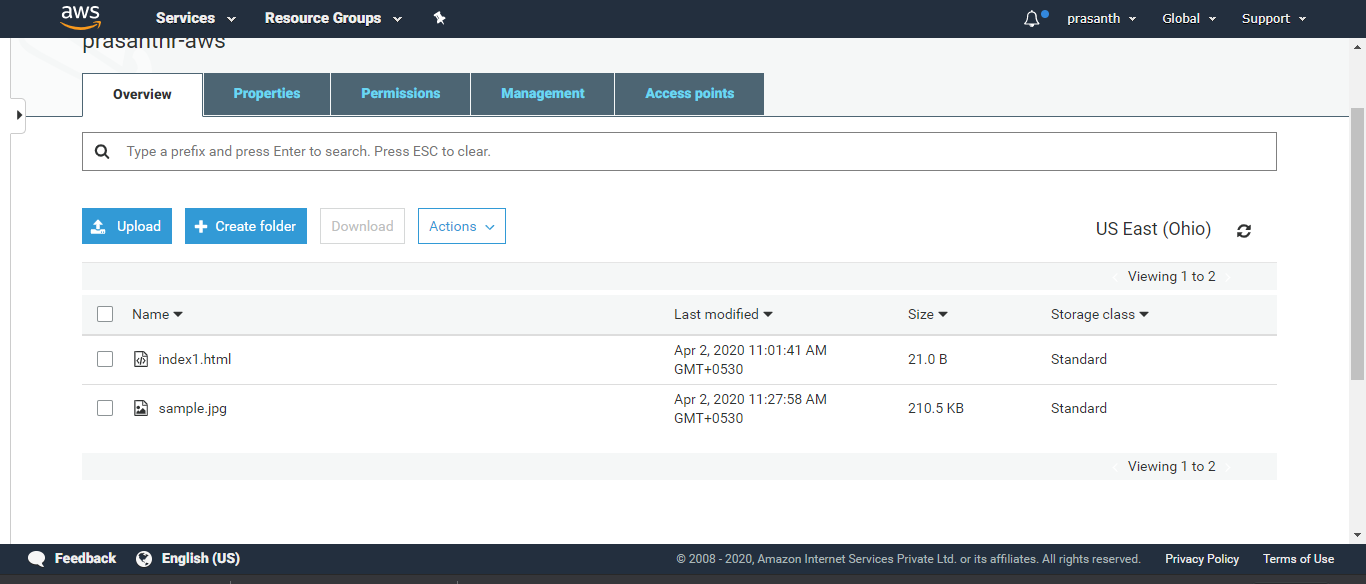 aws Services Resource Groups prasanth Global Support
prasanthr-aws
Overview Properties Permissions Management Access points
Type a prefix and press Enter to search. Press ESC to clear.
Upload Create folder Download Actions US East (Ohio)
Viewing 1 to 2
Name Last modified Size Storage class
index1.html Apr 2, 2020 11:01:41 AM 21.0 B Standard
GMT+0530
sample.jpg Apr 2, 2020 11:27:58 AM 210.5 KB Standard
GMT+0530
Viewing 1 to 2
Feedback English (US) © 2008 - 2020, Amazon Internet Services Private Ltd. or its affiliates. All rights reserved. Privacy Policy Terms of Use